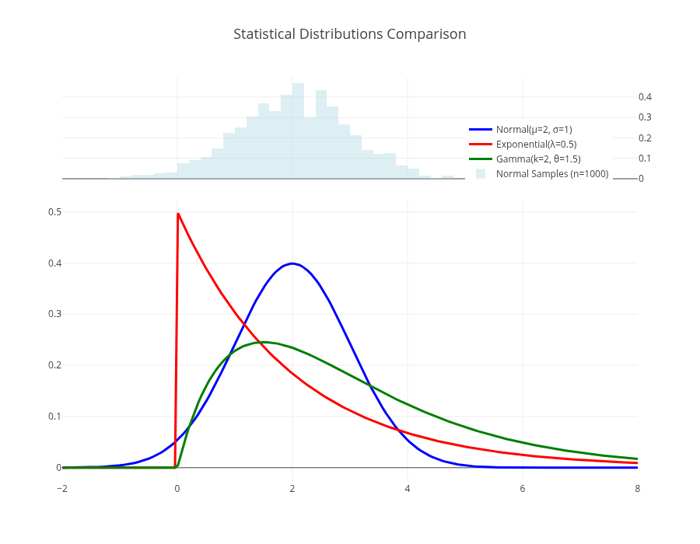 Statistical Distributions Comparison
0.4
0.3
0.2
0.1
0
Normal(μ=2, σ=1)
Exponential(λ=0.5)
Gamma(k=2, θ=1.5)
Normal Samples (n=1000)
0.5
0.4
0.3
0.2
0.1
0
−2 0 2 4 6 8